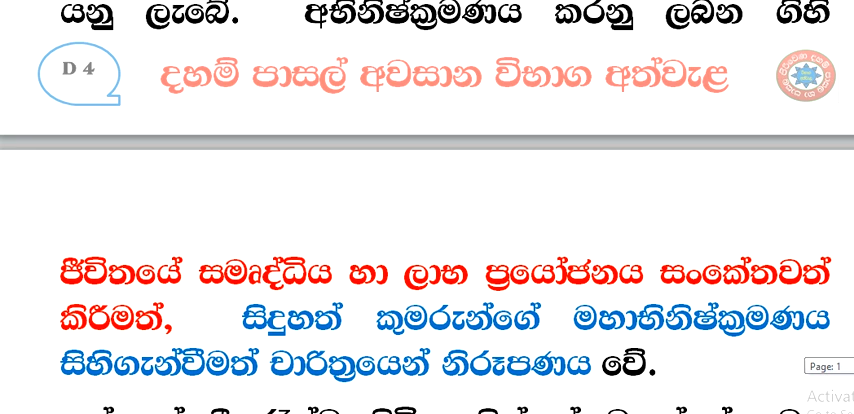 යනු ලැබේ. අභිනිෂ්ක්‍රමණය කරනු ලබන ගිහි
D 4 දහම් පාසල් අවසාන විභාග අත්වැළ
ජීවිතයේ සමෘද්ධිය හා ලාභ ප්‍රයෝජනය සංකේතවත්
කිරීමත්, සිදුහත් කුමරුන්ගේ මහාභිනිෂ්ක්‍රමණය
සිහිගැන්වීමත් චාරිත්‍රයෙන් නිරූපණය වේ.
Page: 1
Activat